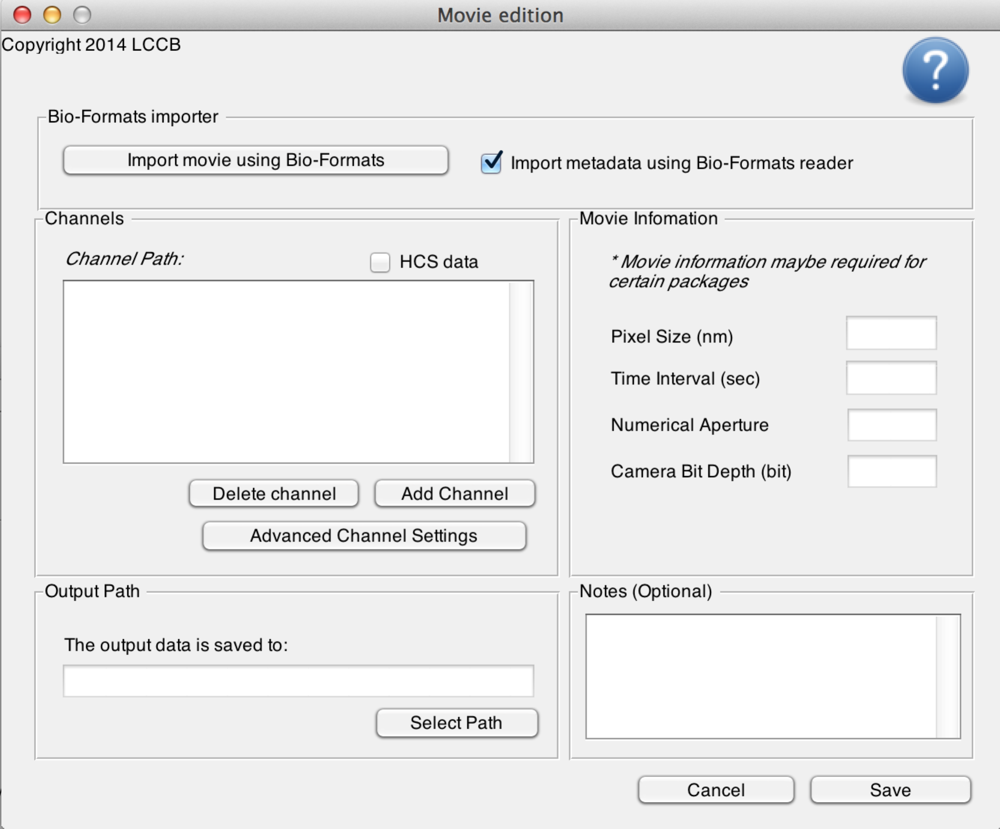 Movie edition
Copyright 2014 LCCB
?
Bio-Formats importer
Import movie using Bio-Formats
Import metadata using Bio-Formats reader
Channels
Channel Path:
HCS data
Delete channel
Add Channel
Advanced Channel Settings
Movie Infomation
* Movie information maybe required for
certain packages
Pixel Size (nm)
Time Interval (sec)
Numerical Aperture
Camera Bit Depth (bit)
Output Path
The output data is saved to:
Select Path
Notes (Optional)
Cancel
Save